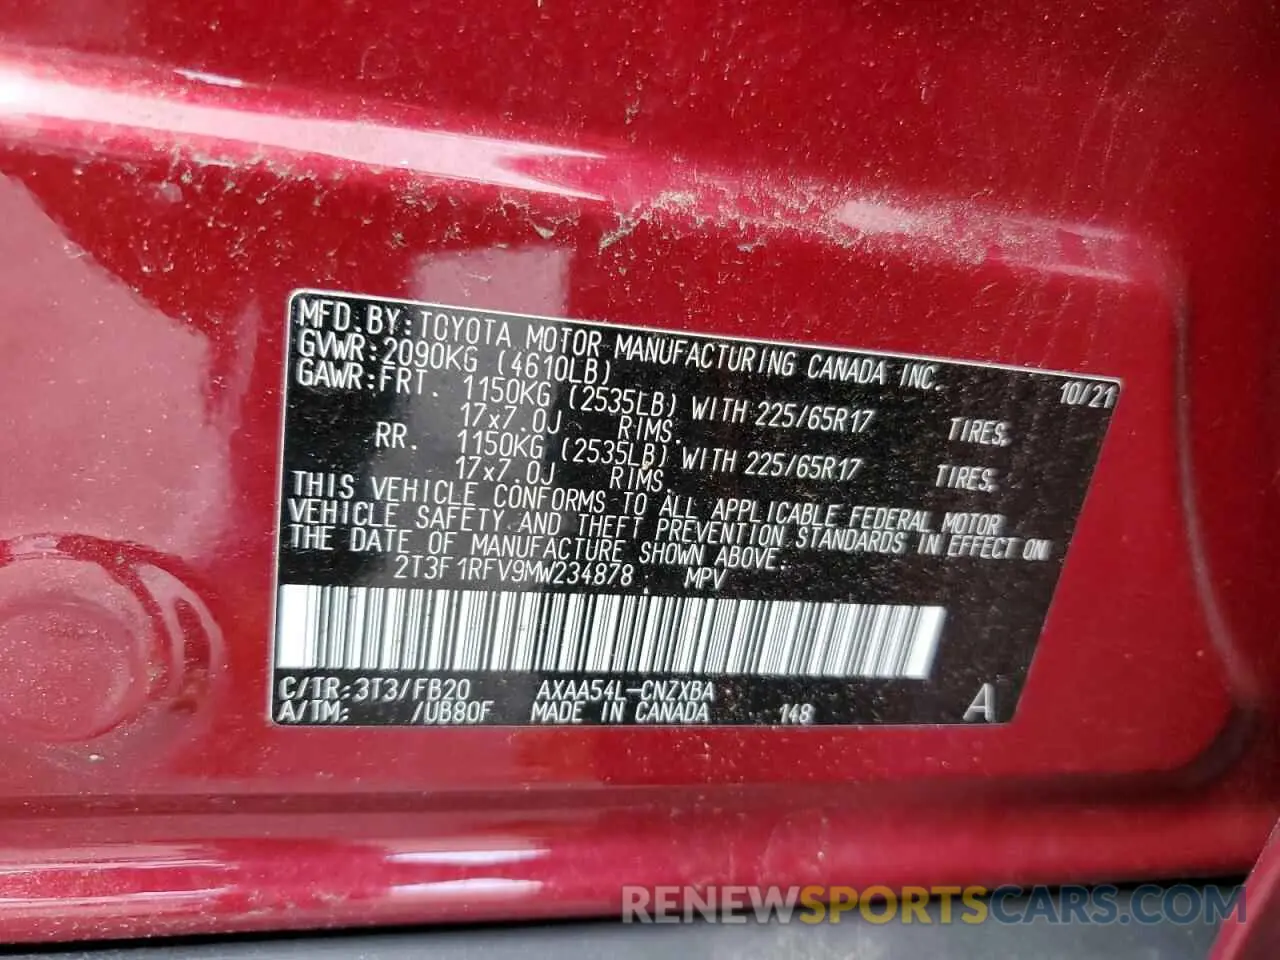 MFD.BY:TOYOTA MOTOR MANUFACTURING CANADA INC. 10/21
GVWR:2090KG (4610LB)
GAWR:FRT. 1150KG (2535LB) WITH 225/65R17 TIRES,
17x7.0J RIMS.
RR. 1150KG (2535LB) WITH 225/65R17 TIRES,
17x7.0J RIMS.
THIS VEHICLE CONFORMS TO ALL APPLICABLE FEDERAL MOTOR
VEHICLE SAFETY AND THEFT PREVENTION STANDARDS IN EFFECT ON
THE DATE OF MANUFACTURE SHOWN ABOVE.
2T3F1RFV9MW234878 MPV
C/TR:3T3/FB20 AXAA54L-CNZXBA
A/TM: /UB80F MADE IN CANADA 148 A
RENEWSPORTSCARS.COM